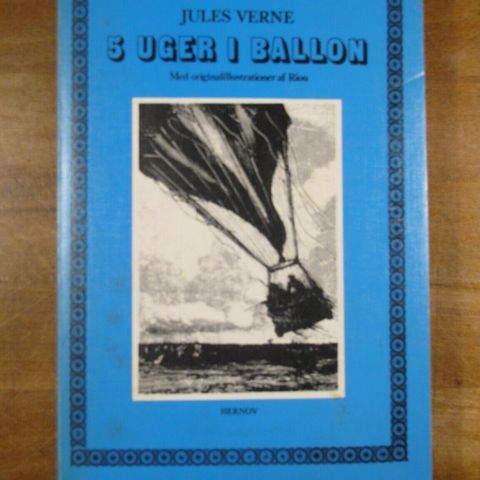 JULES VERNE
5 UGER I BALLON
Med originalillustrationer af Riou
HERNOV